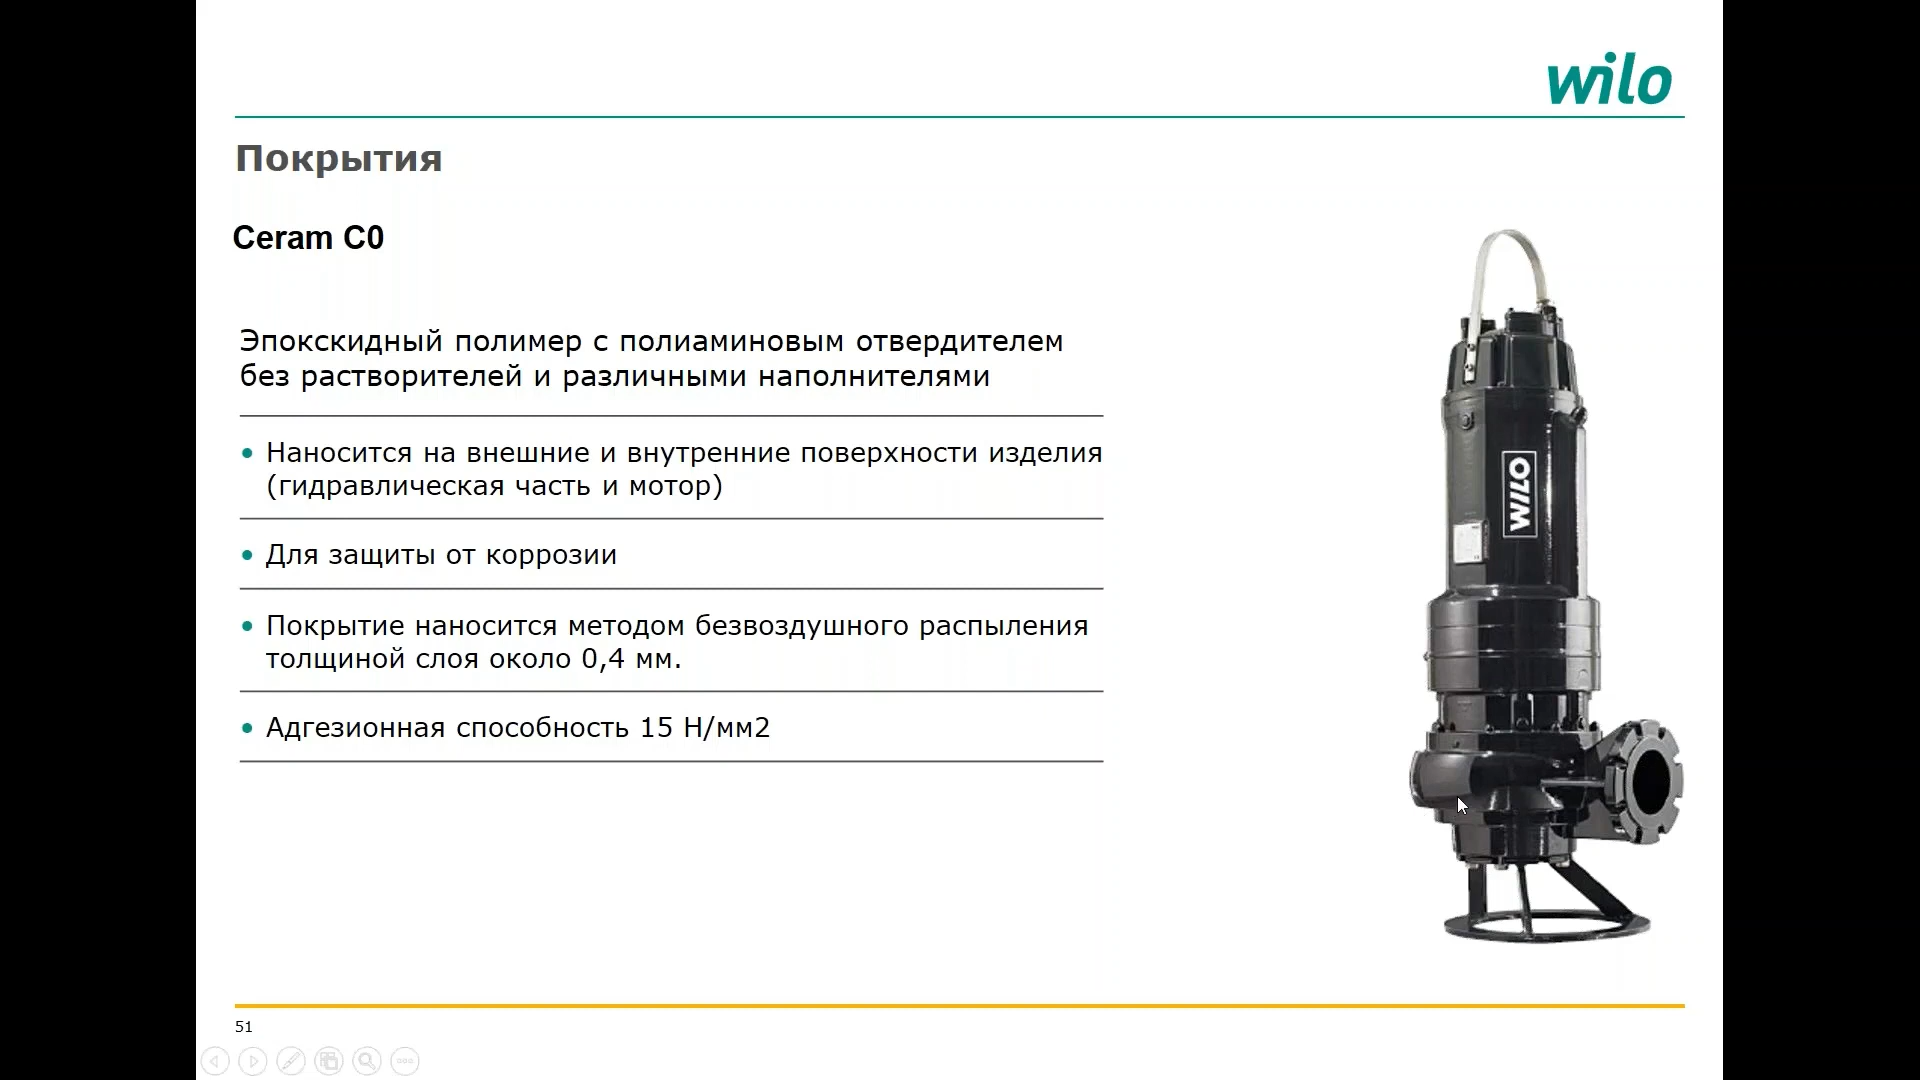 wilo
Покрытия
Ceram C0
Эпокскидный полимер с полиаминовым отвердителем
без растворителей и различными наполнителями
• Наносится на внешние и внутренние поверхности изделия
(гидравлическая часть и мотор)
• Для защиты от коррозии
• Покрытие наносится методом безвоздушного распыления
толщиной слоя около 0,4 мм.
• Адгезионная способность 15 Н/мм2
WILO
51